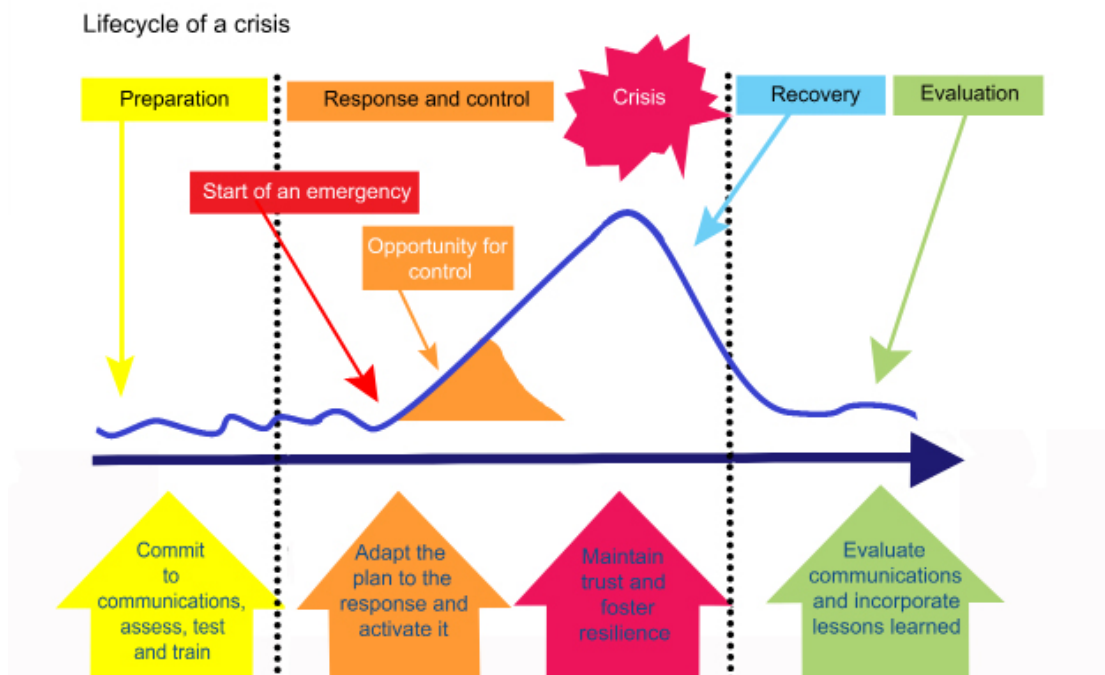 Lifecycle of a crisis
Preparation
Response and control
Crisis
Recovery
Evaluation
Start of an emergency
Opportunity for
control
Commit
to
communications,
assess, test
and train
Adapt the
plan to the
response and
activate it
Maintain
trust and
foster
resilience
Evaluate
communications
and incorporate
lessons learned